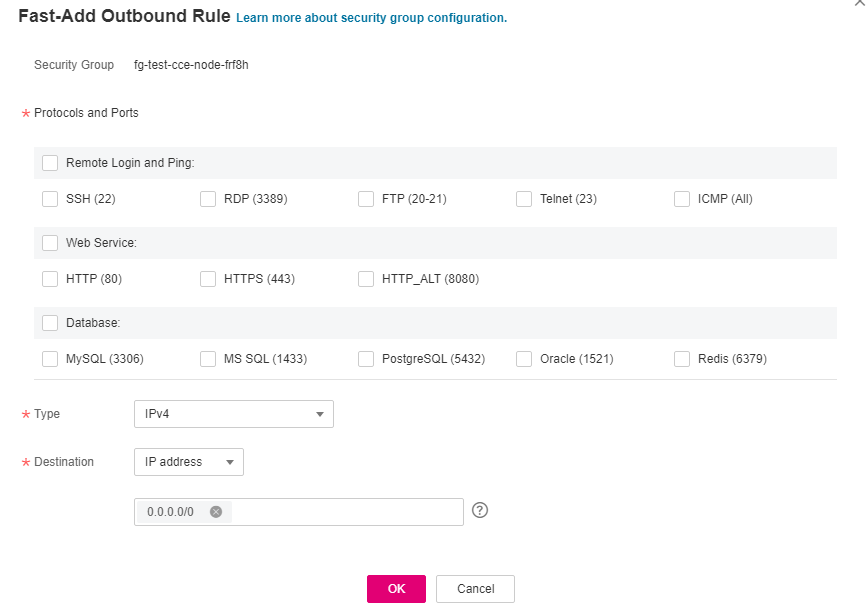 Fast-Add Outbound Rule Learn more about security group configuration.
Security Group fg-test-cce-node-frf8h
* Protocols and Ports
Remote Login and Ping:
SSH (22) RDP (3389) FTP (20-21) Telnet (23) ICMP (All)
Web Service:
HTTP (80) HTTPS (443) HTTP_ALT (8080)
Database:
MySQL (3306) MS SQL (1433) PostgreSQL (5432) Oracle (1521) Redis (6379)
* Type IPv4
* Destination IP address
0.0.0.0/0
OK Cancel